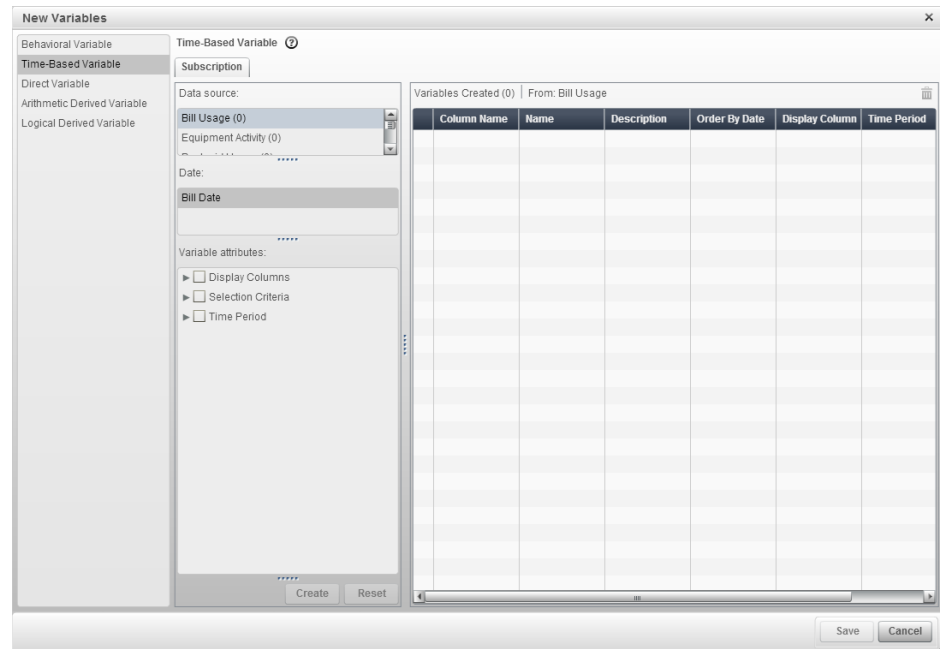 New Variables
Behavioral Variable
Time-Based Variable
Direct Variable
Arithmetic Derived Variable
Logical Derived Variable
Time-Based Variable ?
Subscription
Data source:
Bill Usage (0)
Equipment Activity (0)
Date:
Bill Date
Variable attributes:
Display Columns
Selection Criteria
Time Period
Create Reset
Variables Created (0) | From: Bill Usage
Column Name Name Description Order By Date Display Column Time Period
Save Cancel